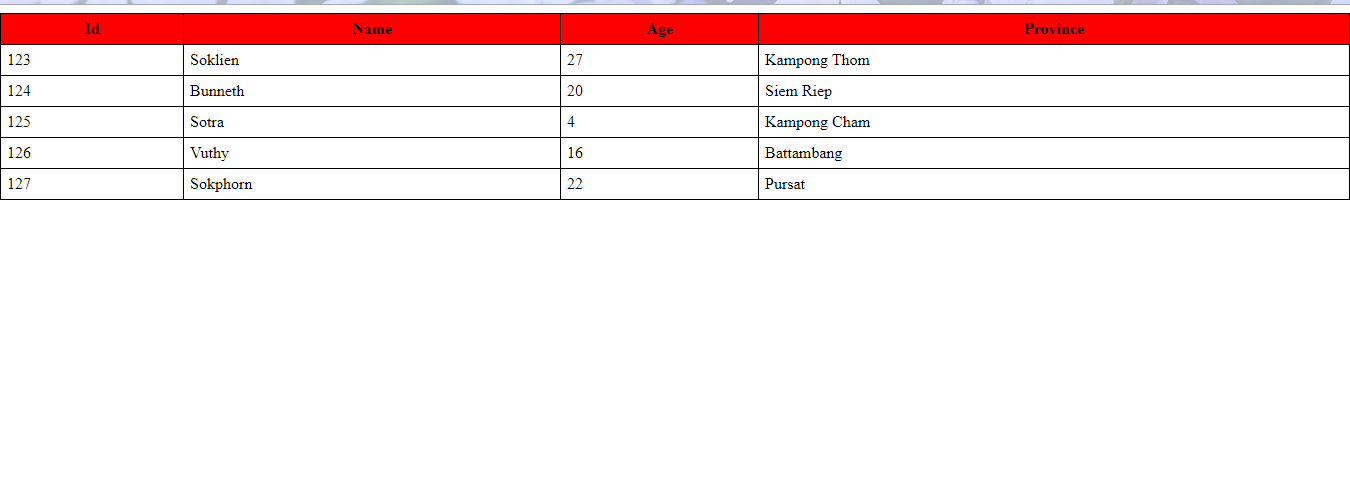 Id Name Age Province
123 Soklien 27 Kampong Thom
124 Bunneth 20 Siem Riep
125 Sotra 4 Kampong Cham
126 Vuthy 16 Battambang
127 Sokphorn 22 Pursat